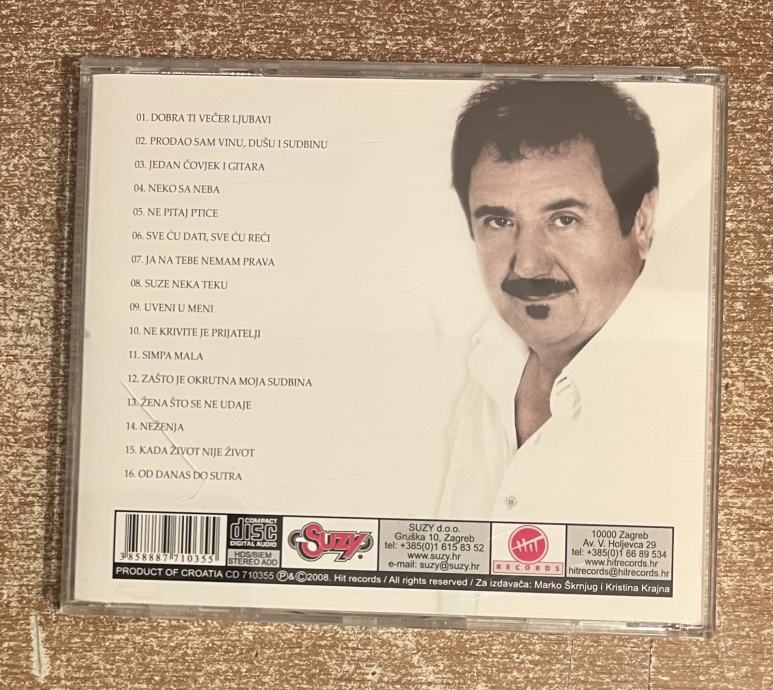 01. DOBRA TI VEČER LJUBAVI
02. PRODAO SAM VINU, DUŠU I SUDBINU
03. JEDAN ČOVJEK I GITARA
04. NEKO SA NEBA
05. NE PITAJ PTICE
06. SVE ĆU DATI, SVE ĆU REĆI
07. JA NA TEBE NEMAM PRAVA
08. SUZE NEKA TEKU
09. UVENI U MENI
10. NE KRIVITE JE PRIJATELJI
11. SIMPA MALA
12. ZAŠTO JE OKRUTNA MOJA SUDBINA
13. ŽENA ŠTO SE NE UDAJE
14. NEŽENJA
15. KADA ŽIVOT NIJE ŽIVOT
16. OD DANAS DO SUTRA
3 858887 710355
COMPACT
disc
DIGITAL AUDIO
HDS/BIEM
STEREO ADD
SUZY
SUZY d.o.o.
Gruška 10, Zagreb
tel: +385(0)1 615 83 52
www.suzy.hr
e-mail: suzy@suzy.hr
HIT
RECORDS
10000 Zagreb
Av. V. Holjevca 29
tel: +385(0)1 66 89 534
www.hitrecords.hr
hitrecords@hitrecords.hr
PRODUCT OF CROATIA CD 710355 Ⓟ&©2008. Hit records / All rights reserved / Za izdavača: Marko Škrnjug i Kristina Krajna